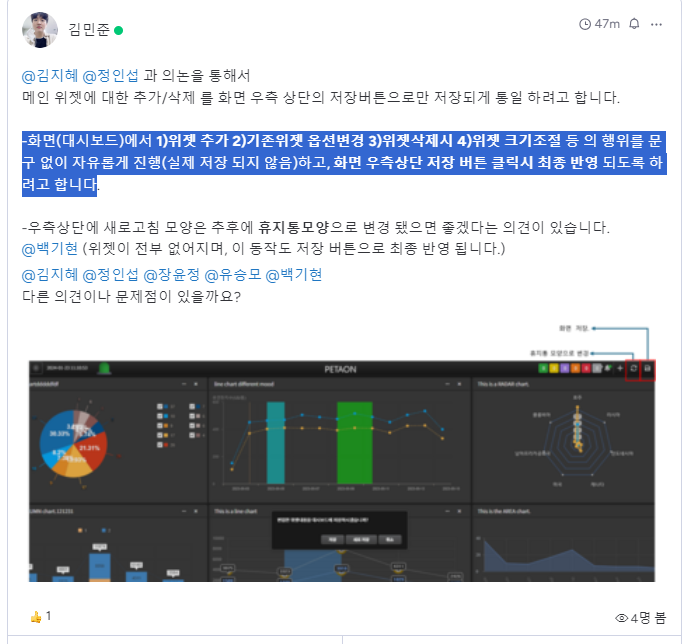 김민준
47m
@김지혜 @정인섭 과 의논을 통해서
메인 위젯에 대한 추가/삭제 를 화면 우측 상단의 저장버튼으로만 저장되게 통일 하려고 합니다.
-화면(대시보드)에서 1)위젯 추가 2)기존위젯 옵션변경 3)위젯삭제시 4)위젯 크기조절 등 의 행위를 문
구 없이 자유롭게 진행(실제 저장 되지 않음)하고, 화면 우측상단 저장 버튼 클릭시 최종 반영 되도록 하
려고 합니다.
-우측상단에 새로고침 모양은 추후에 휴지통모양으로 변경 됐으면 좋겠다는 의견이 있습니다.
@백기현 (위젯이 전부 없어지며, 이 동작도 저장 버튼으로 최종 반영 됩니다.)
@김지혜 @정인섭 @장윤정 @유승모 @백기현
다른 의견이나 문제점이 있을까요?
화면 저장
휴지통 모양으로 변경
PETAON
line chart different mood
This is a RADAR chart.
30.33%
21.31%
This is a line chart
This is the AREA chart.
1
4명 봄